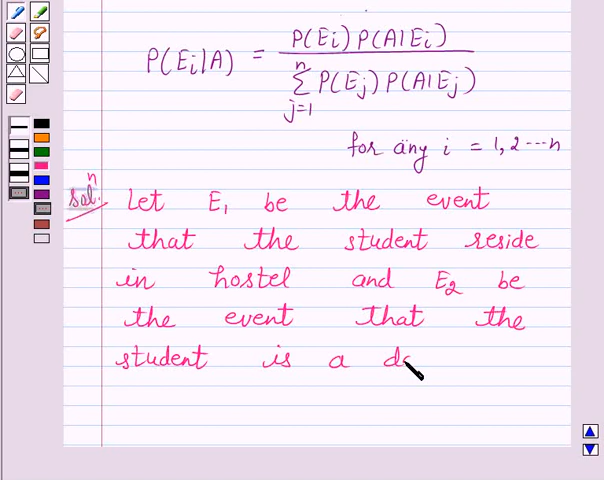 P(Ei|A) = P(Ei) P(A|Ei) / n Σ j=1 P(Ej) P(A|Ej)
for any i = 1, 2 ---- n
Solⁿ. Let E₁ be the event
that the student reside
in hostel and E₂ be
the event that the
student is a